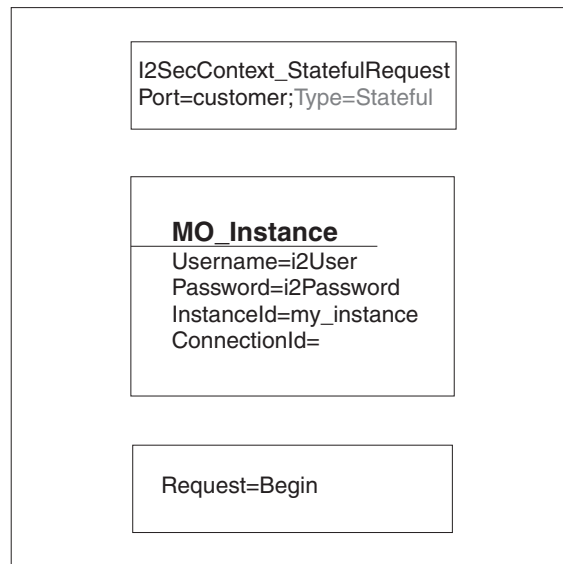 I2SecContext_StatefulRequest
Port=customer;Type=Stateful
MO_Instance
Username=i2User
Password=i2Password
InstanceId=my_instance
ConnectionId=
Request=Begin